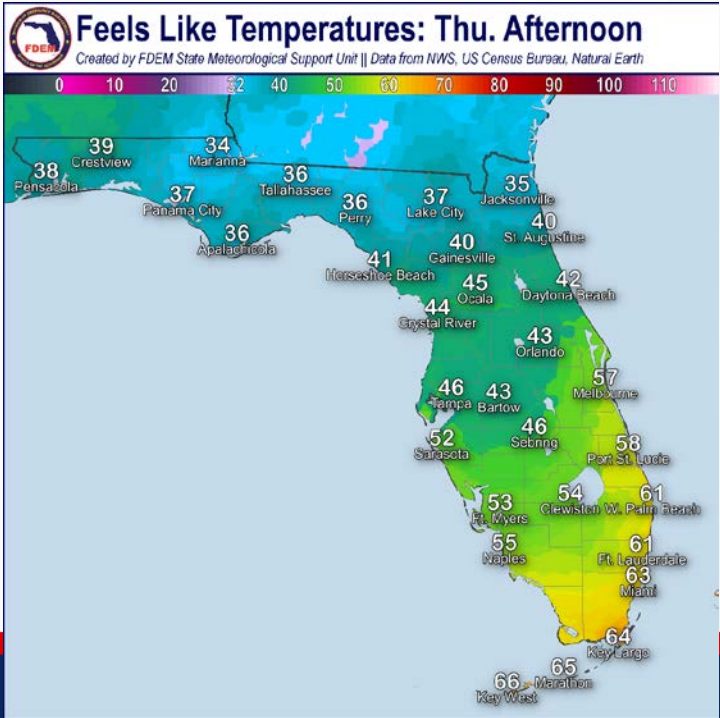 Feels Like Temperatures: Thu. Afternoon
Created by FDEM State Meteorological Support Unit || Data from NWS, US Census Bureau, Natural Earth
FDEM
0 10 20 32 40 50 60 70 80 90 100 110
39
Crestview
34
Marianna
38
Pensacola
37
Panama City
36
Tallahassee
36
Apalachicola
36
Perry
37
Lake City
35
Jacksonville
40
St. Augustine
40
Gainesville
41
Horseshoe Beach
45
Ocala
42
Daytona Beach
44
Crystal River
43
Orlando
46
Tampa
43
Bartow
57
Melbourne
52
Sarasota
46
Sebring
58
Port St. Lucie
53
Ft. Myers
54
Clewiston
61
W. Palm Beach
55
Naples
61
Ft. Lauderdale
63
Miami
64
Key Largo
65
Marathon
66
Key West